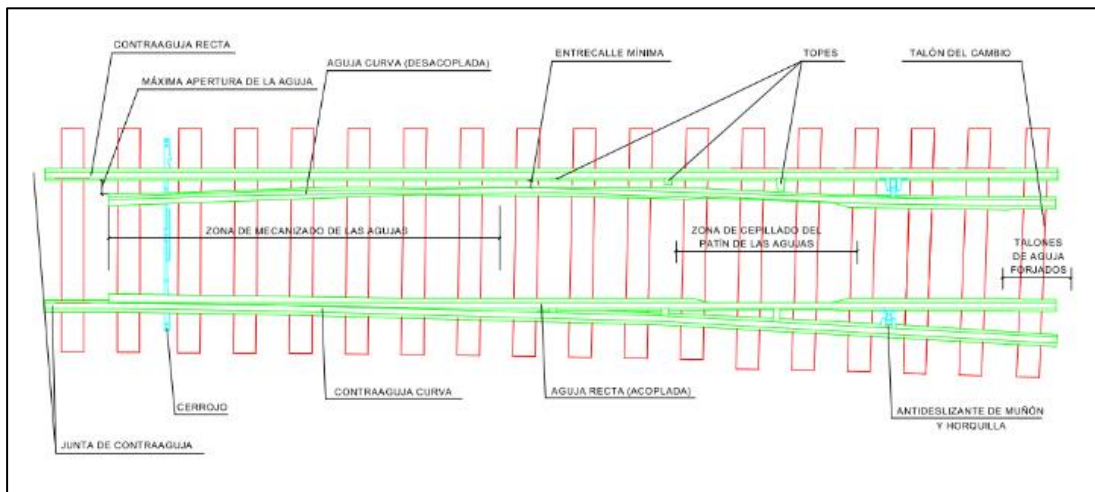 CONTRAAGUJA RECTA
ENTRECALLE MÍNIMA
TOPES
TALÓN DEL CAMBIO
AGUJA CURVA (DESACOPLADA)
MÁXIMA APERTURA DE LA AGUJA
ZONA DE MECANIZADO DE LAS AGUJAS
ZONA DE CEPILLADO DEL
PATÍN DE LAS AGUJAS
TALONES
DE AGUJA
FORJADOS
CONTRAAGUJA CURVA
AGUJA RECTA (ACOPLADA)
CERROJO
ANTIDESLIZANTE DE MUÑÓN
Y HORQUILLA
JUNTA DE CONTRAAGUJA